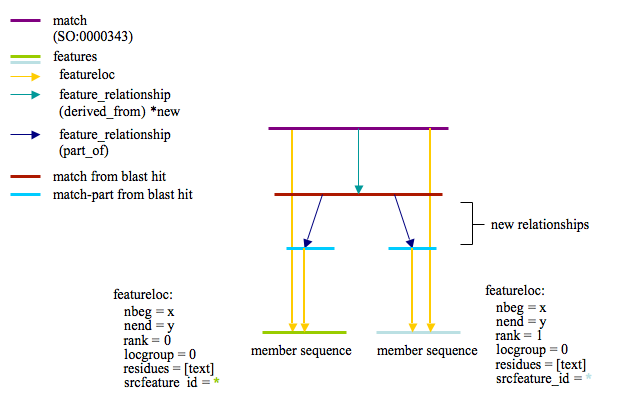 match
(SO:0000343)
features
featureloc
feature_relationship
(derived_from) *new
feature_relationship
(part_of)
match from blast hit
match-part from blast hit
new relationships
featureloc:
nbeg = x
nend = y
rank = 0
locgroup = 0
residues = [text]
srcfeature id = *
member sequence
member sequence
featureloc:
nbeg = x
nend = y
rank = 1
locgroup = 0
residues = [text]
srcfeature_id = *